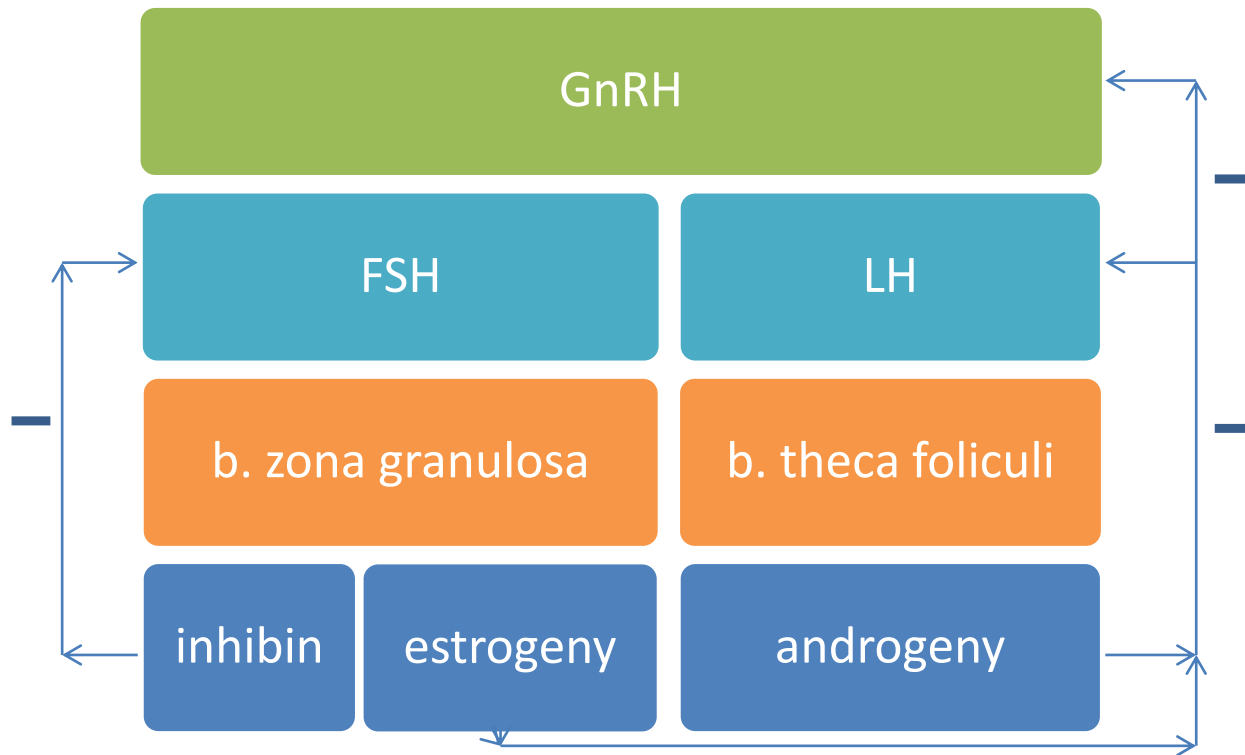 GnRH
FSH
LH
b. zona granulosa
b. theca foliculi
inhibin
estrogeny
androgeny